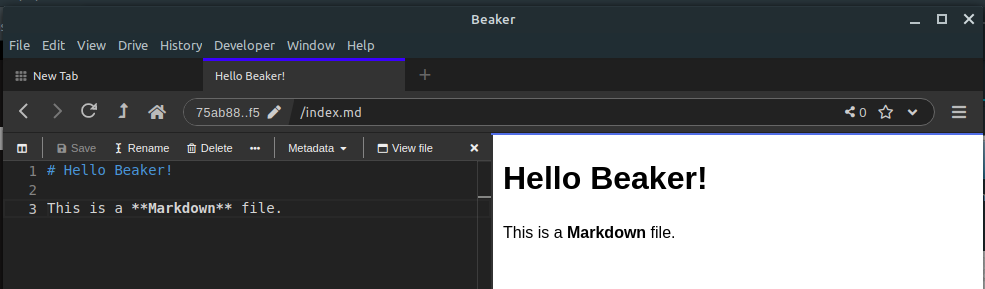 Beaker
File Edit View Drive History Developer Window Help
New Tab Hello Beaker! +
75ab88..f5 /index.md 0
Save Rename Delete ••• Metadata View file ×
1 # Hello Beaker!
2
3 This is a **Markdown** file.
Hello Beaker!
This is a Markdown file.